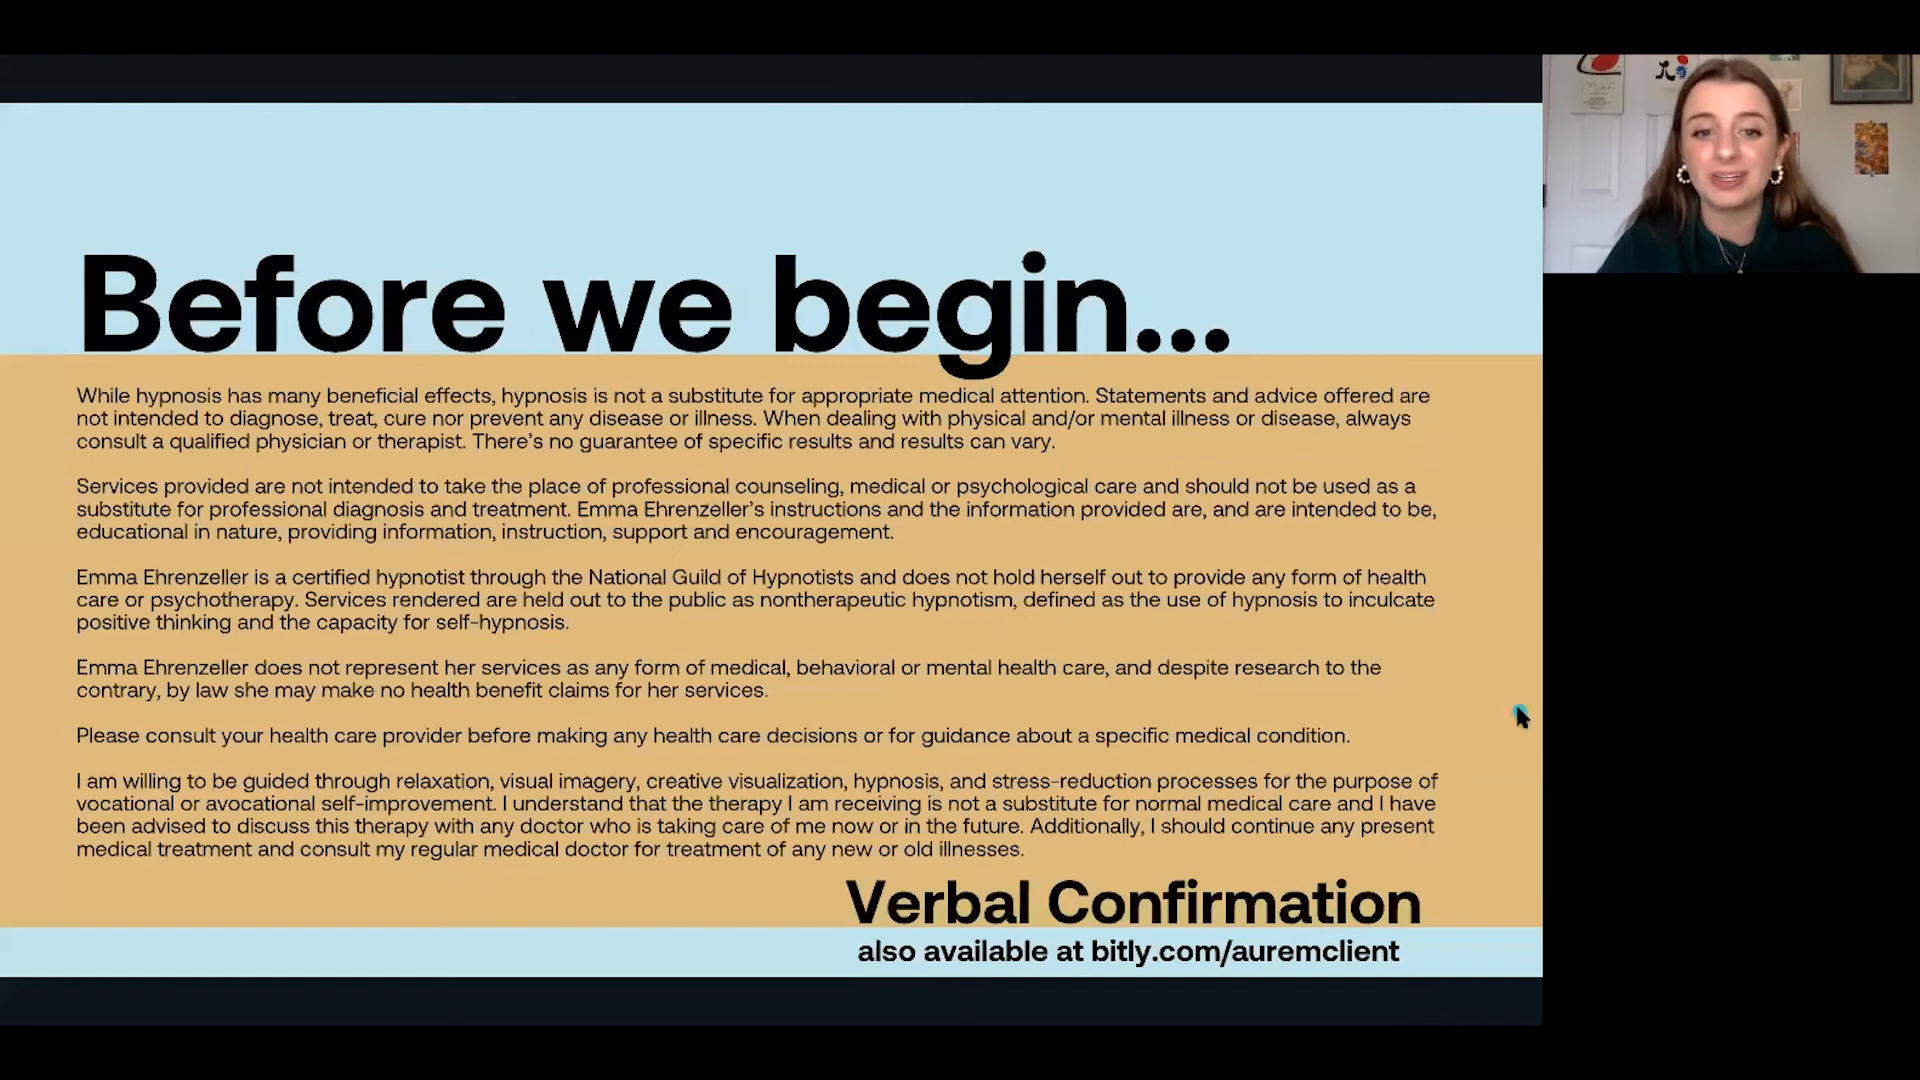 Before we begin...
While hypnosis has many beneficial effects, hypnosis is not a substitute for appropriate medical attention. Statements and advice offered are
not intended to diagnose, treat, cure nor prevent any disease or illness. When dealing with physical and/or mental illness or disease, always
consult a qualified physician or therapist. There's no guarantee of specific results and results can vary.
Services provided are not intended to take the place of professional counseling, medical or psychological care and should not be used as a
substitute for professional diagnosis and treatment. Emma Ehrenzeller's instructions and the information provided are, and are intended to be,
educational in nature, providing information, instruction, support and encouragement.
Emma Ehrenzeller is a certified hypnotist through the National Guild of Hypnotists and does not hold herself out to provide any form of health
care or psychotherapy. Services rendered are held out to the public as nontherapeutic hypnotism, defined as the use of hypnosis to inculcate
positive thinking and the capacity for self-hypnosis.
Emma Ehrenzeller does not represent her services as any form of medical, behavioral or mental health care, and despite research to the
contrary, by law she may make no health benefit claims for her services.
Please consult your health care provider before making any health care decisions or for guidance about a specific medical condition.
I am willing to be guided through relaxation, visual imagery, creative visualization, hypnosis, and stress-reduction processes for the purpose of
vocational or avocational self-improvement. I understand that the therapy I am receiving is not a substitute for normal medical care and I have
been advised to discuss this therapy with any doctor who is taking care of me now or in the future. Additionally, I should continue any present
medical treatment and consult my regular medical doctor for treatment of any new or old illnesses.
Verbal Confirmation
also available at bitly.com/auremclient